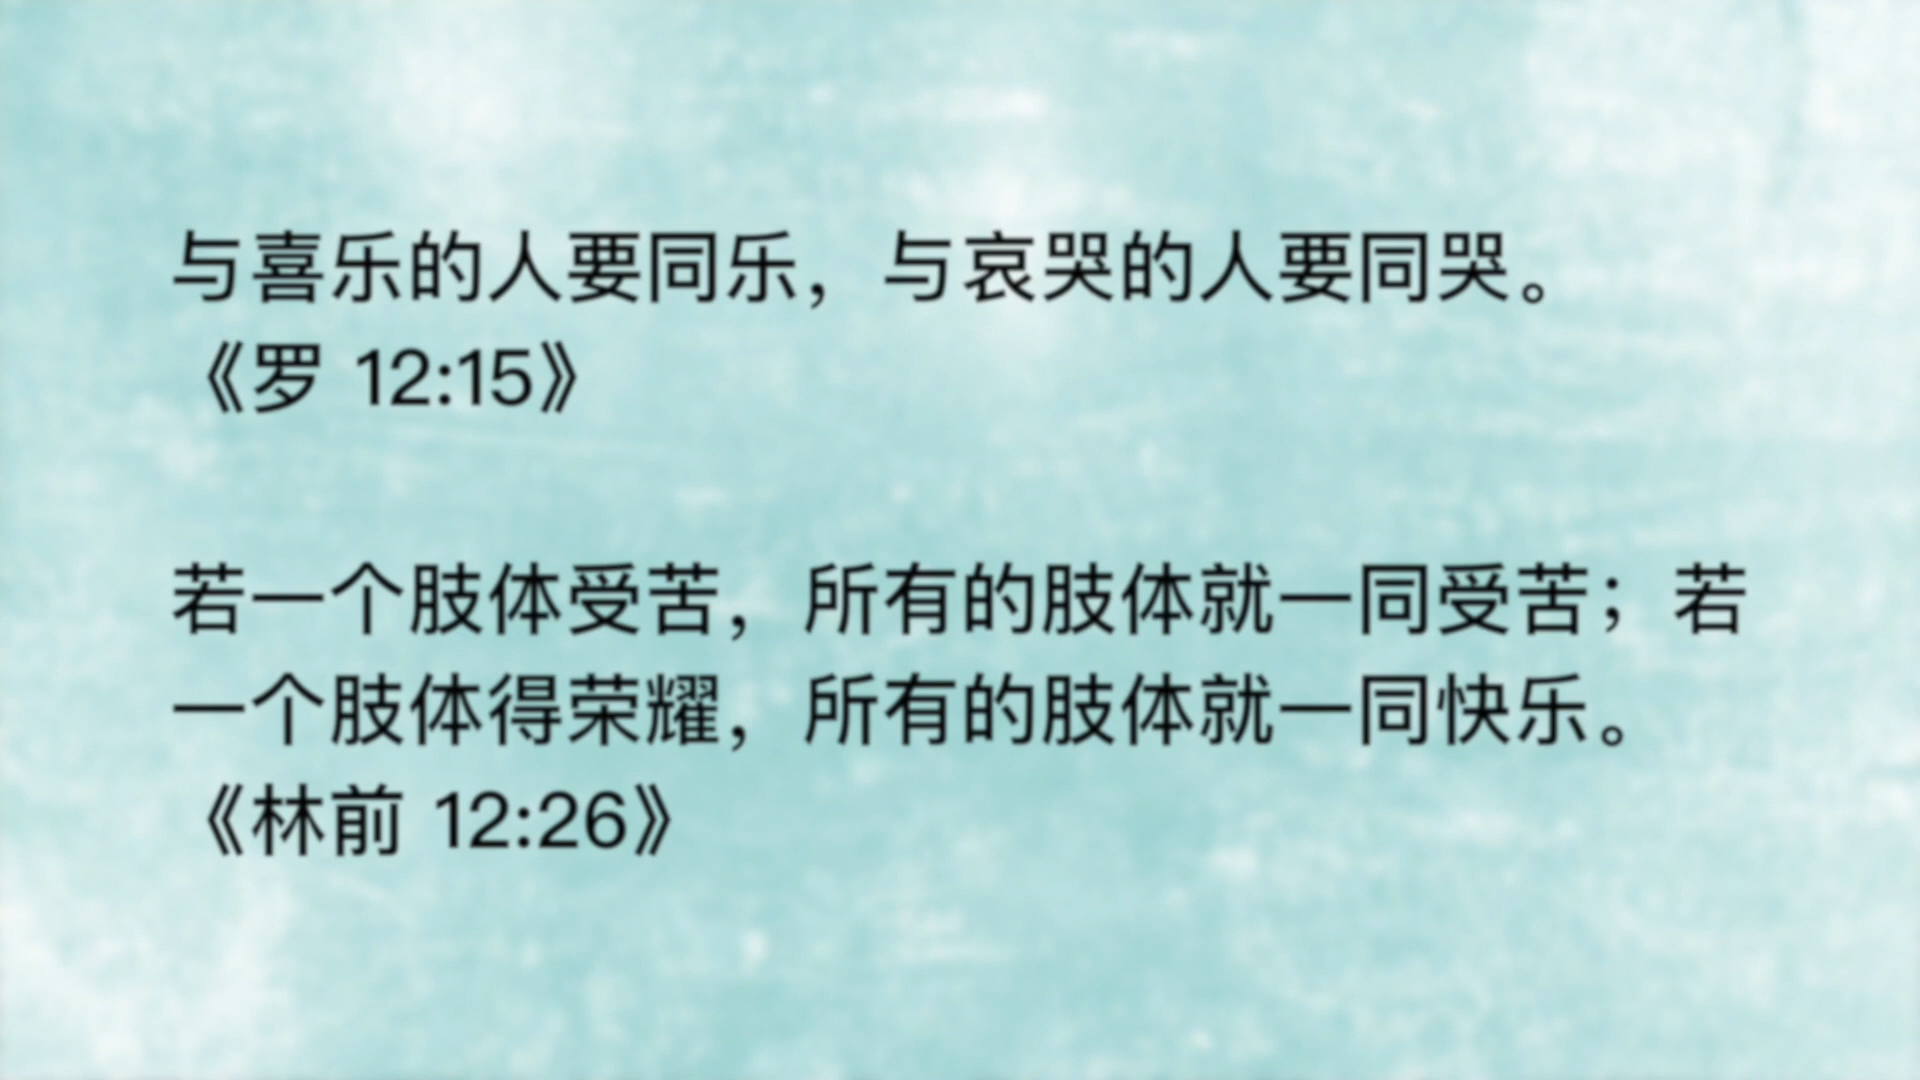 与喜乐的人要同乐，与哀哭的人要同哭。
《罗 12:15》
若一个肢体受苦，所有的肢体就一同受苦；若
一个肢体得荣耀，所有的肢体就一同快乐。
《林前 12:26》